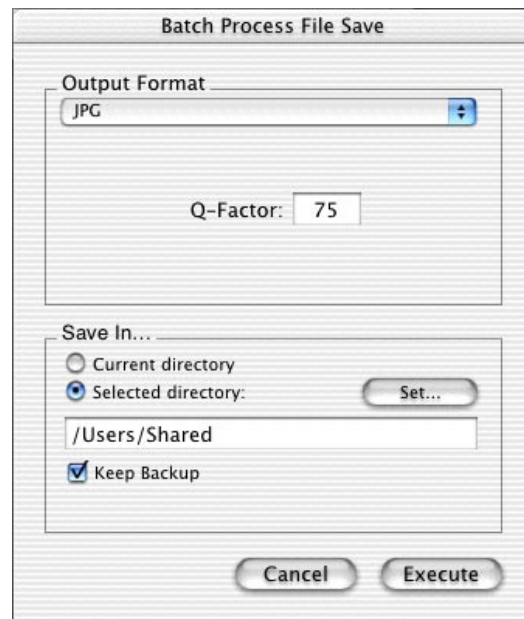 Batch Process File Save
Output Format
JPG
Q-Factor: 75
Save In...
Current directory
Selected directory: Set...
/Users/Shared
Keep Backup
Cancel Execute